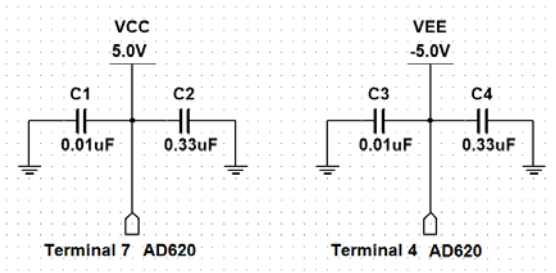 VCC
5.0V
C1
C2
0.01uF
0.33uF
Terminal 7 AD620
VEE
-5.0V
C3
C4
0.01uF
0.33uF
Terminal 4 AD620